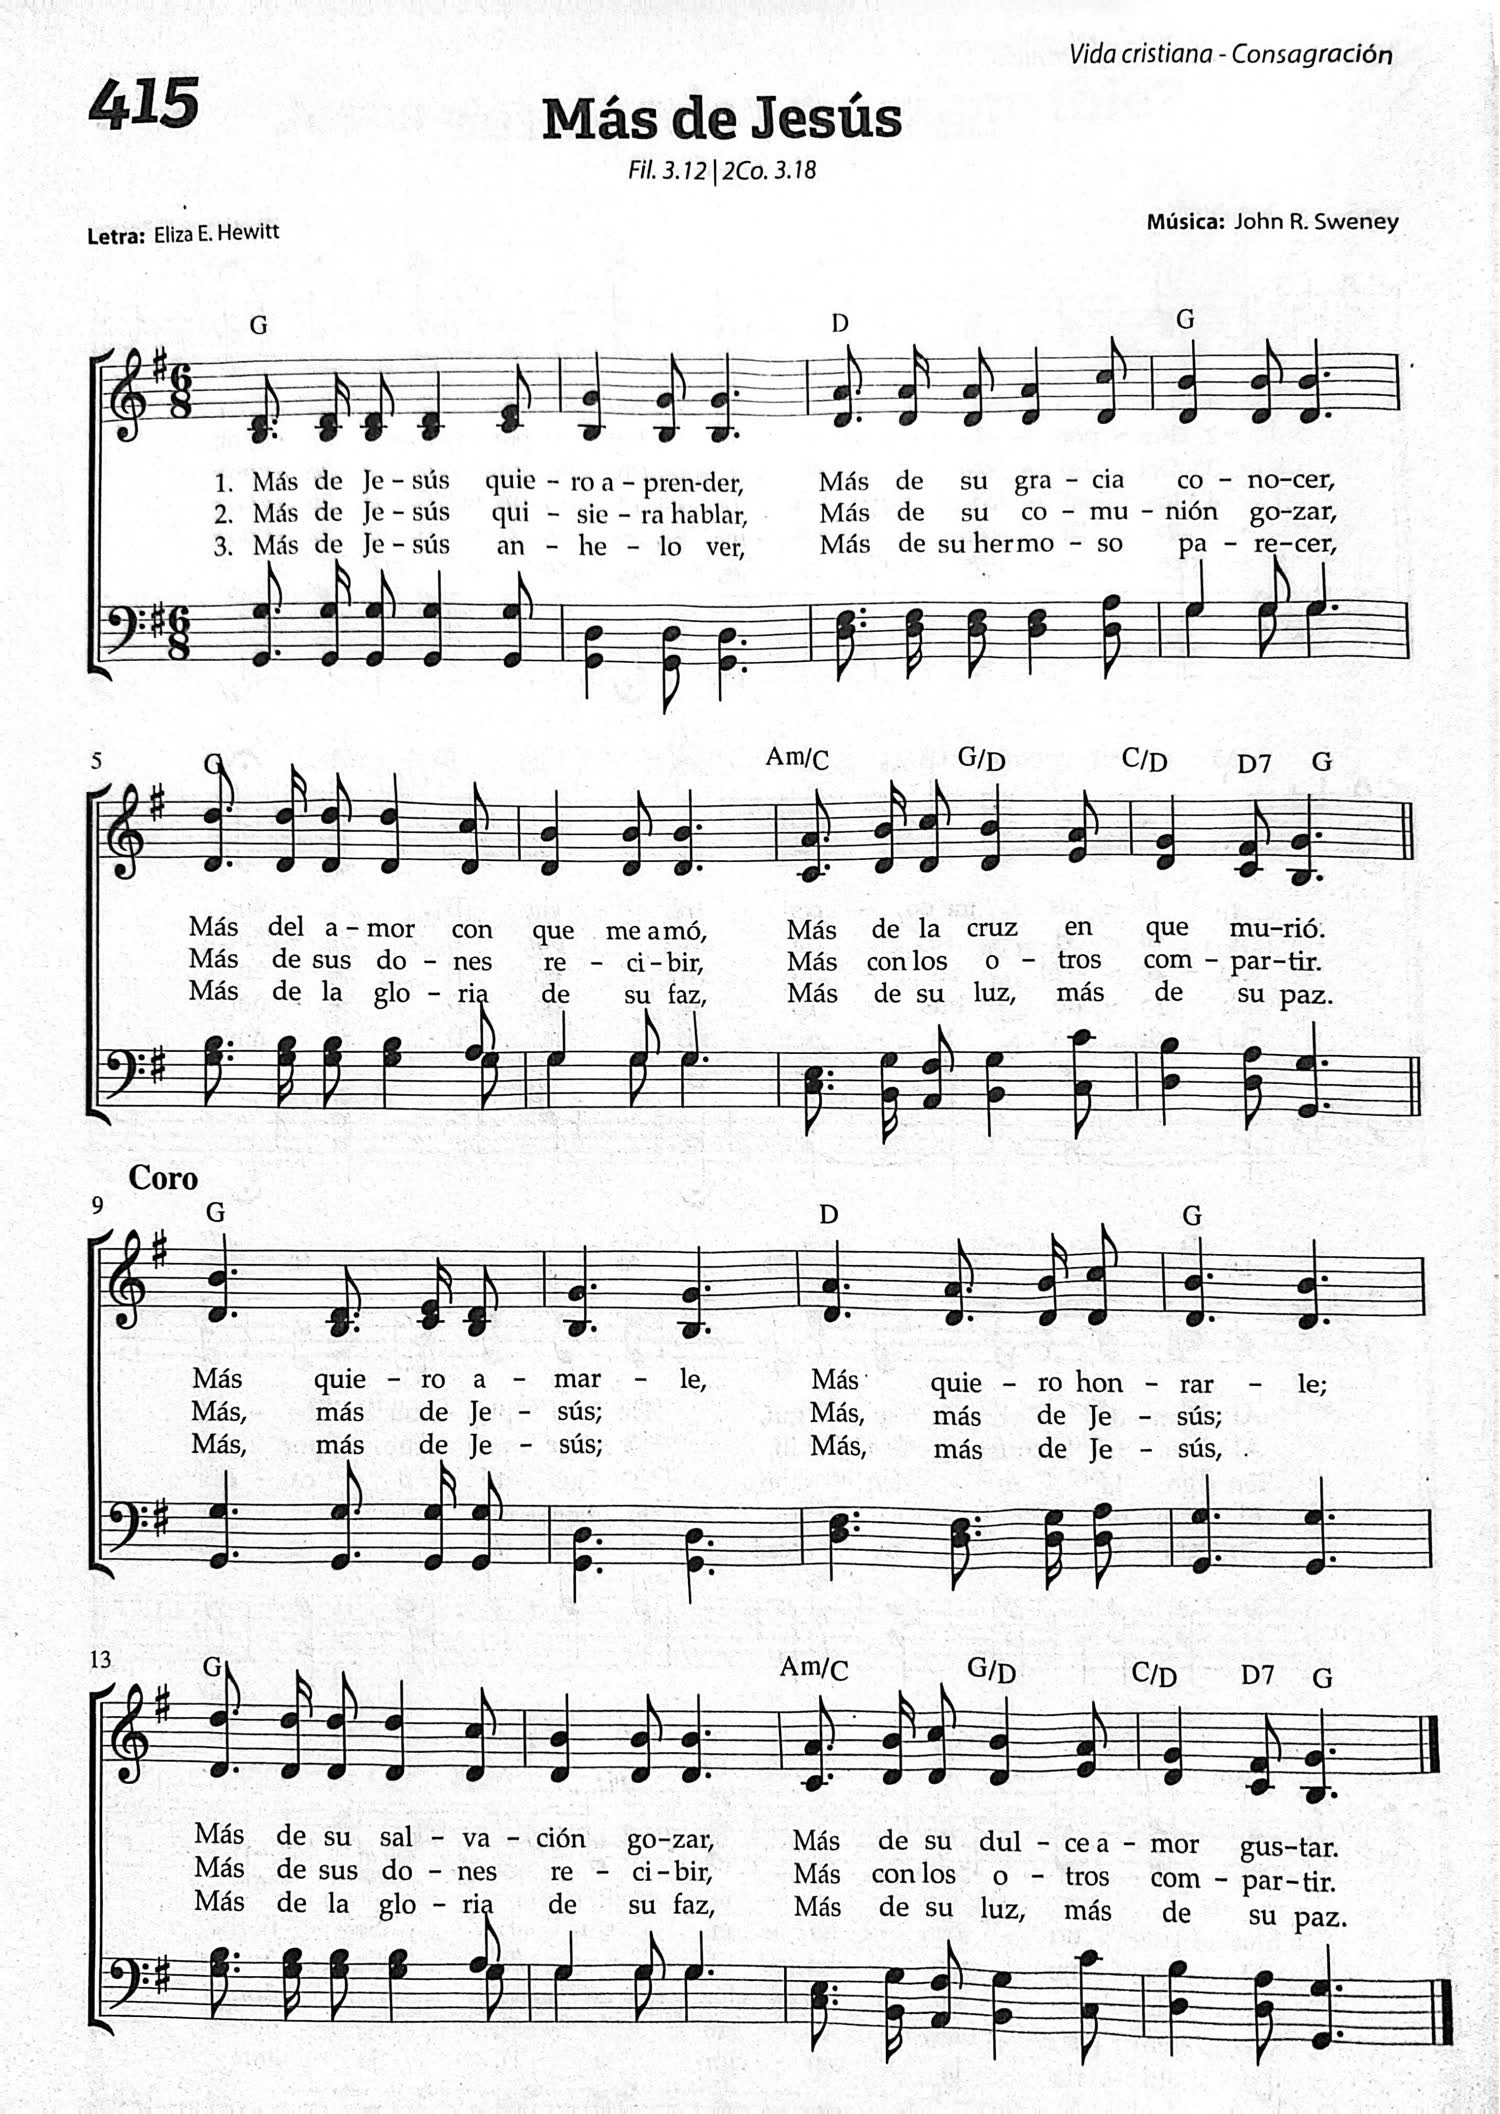 Vida cristiana - Consagración
415
Más de Jesús
Fil. 3.12 | 2Co. 3.18
Letra: Eliza E. Hewitt
Música: John R. Sweney
G D G
1. Más de Je – sús quie – ro a – pren-der, Más de su gra – cia co – no–cer,
2. Más de Je – sús qui – sie – ra hablar, Más de su co – mu – nión go–zar,
3. Más de Je – sús an – he – lo ver, Más de su hermo – so pa – re–cer,
5 G Am/C G/D C/D D7 G
Más del a – mor con que me amó, Más de la cruz en que mu–rió.
Más de sus do – nes re – ci–bir, Más con los o – tros com – par–tir.
Más de la glo – ria de su faz, Más de su luz, más de su paz.
Coro
9 G D G
Más quie – ro a – mar – le, Más quie – ro hon – rar – le;
Más, más de Je – sús; Más, más de Je – sús;
Más, más de Je – sús; Más, más de Je – sús,
13 G Am/C G/D C/D D7 G
Más de su sal – va – ción go–zar, Más de su dul – ce a – mor gus–tar.
Más de sus do – nes re – ci–bir, Más con los o – tros com – par–tir.
Más de la glo – ria de su faz, Más de su luz, más de su paz.